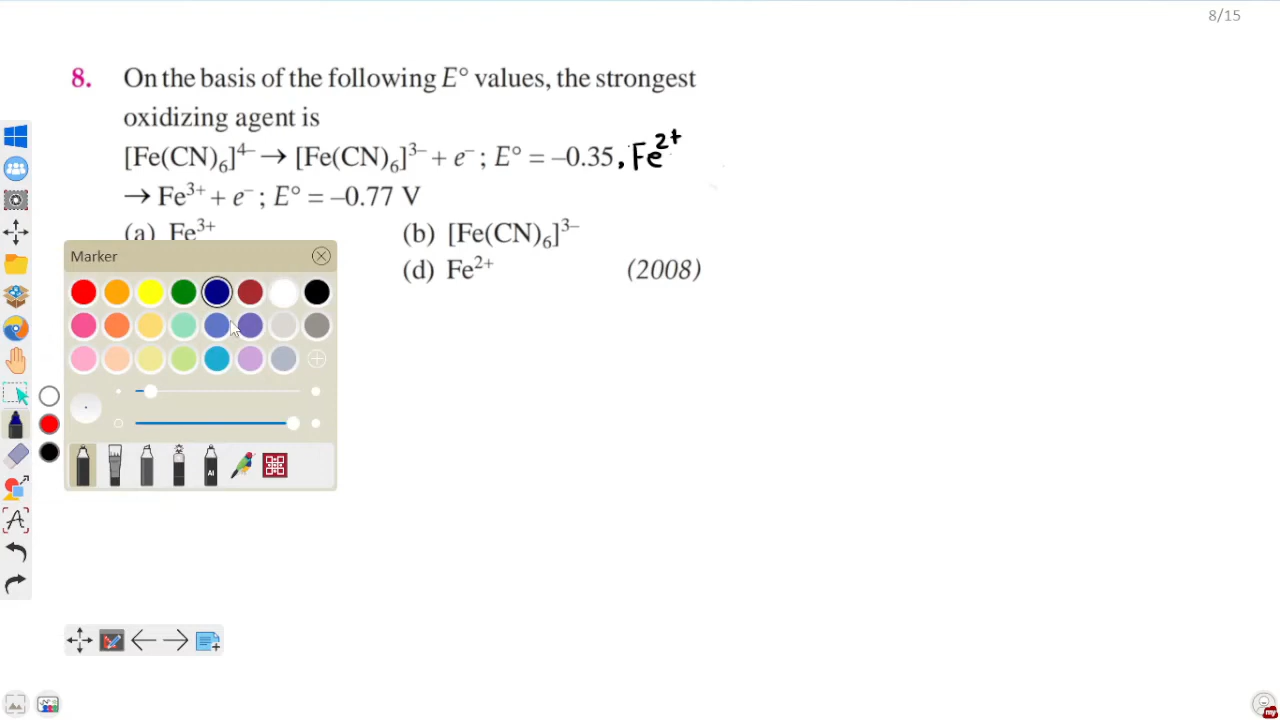 8/15
8. On the basis of the following E° values, the strongest
oxidizing agent is
[Fe(CN)₆]⁴⁻ → [Fe(CN)₆]³⁻ + e⁻ ; E° = –0.35, Fe²⁺
→ Fe³⁺ + e⁻ ; E° = –0.77 V
(a) Fe³⁺ (b) [Fe(CN)₆]³⁻
(d) Fe²⁺ (2008)
Marker
AI